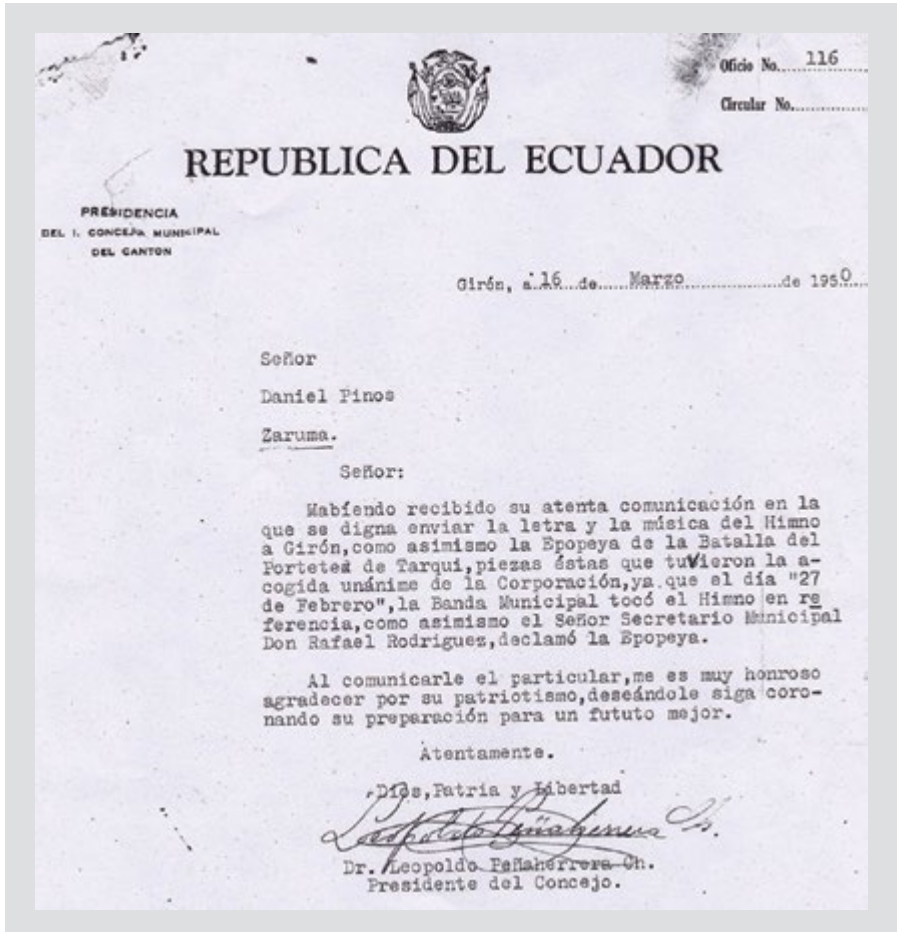 Oficio No. 116
Circular No.
REPUBLICA DEL ECUADOR
PRESIDENCIA
DEL I. CONCEJO MUNICIPAL
DEL CANTON
Girón, a 16 de Marzo de 1950
Señor
Daniel Pinos
Zaruma.
Señor:
Habiendo recibido su atenta comunicación en la
que se digna enviar la letra y la música del Himno
a Girón,como asimismo la Epopeya de la Batalla del
Portetea de Tarqui,piezas éstas que tuVieron la a-
cogida unánime de la Corporación,ya que el día "27
de Febrero",la Banda Municipal tocó el Himno en re
ferencia,como asimismo el Señor Secretario Municipal
Don Rafael Rodriguez,declamó la Epopeya.
Al comunicarle el particular,me es muy honroso
agradecer por su patriotismo,deseándole siga coro-
nando su preparación para un fututo mejor.
Atentamente.
Dios,Patria y Libertad
Leopoldo Peñaherrera Ch.
Dr. Leopoldo Peñaherrera Ch.
Presidente del Concejo.